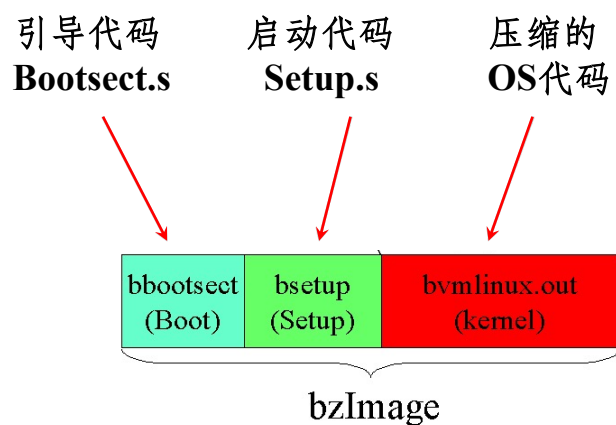 引导代码
Bootsect.s
启动代码
Setup.s
压缩的
OS代码
bbootsect
(Boot)
bsetup
(Setup)
bvmlinux.out
(kernel)
bzImage